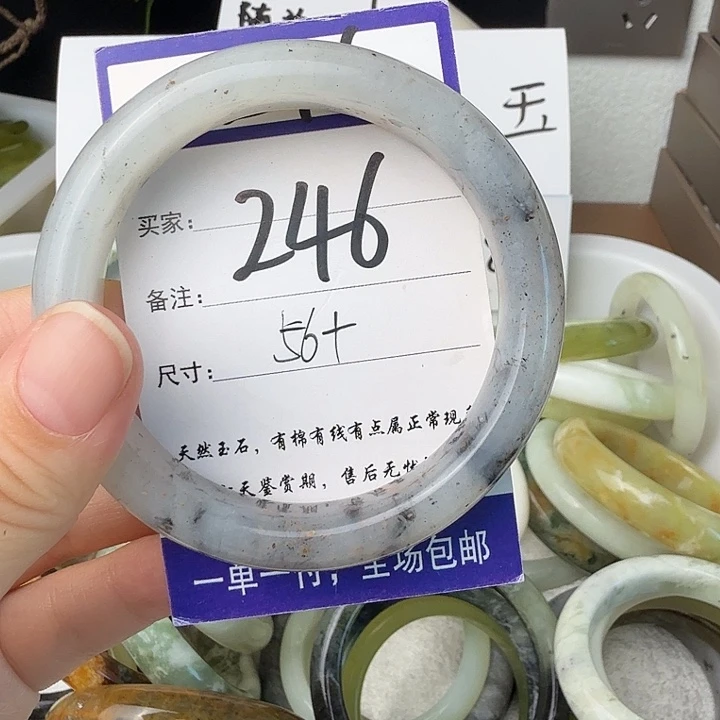 买家：
246
备注：
56+
尺寸：
天然玉石，有棉有线有点属正常现
天鉴赏期，售后无忧
一单一付，全场包邮